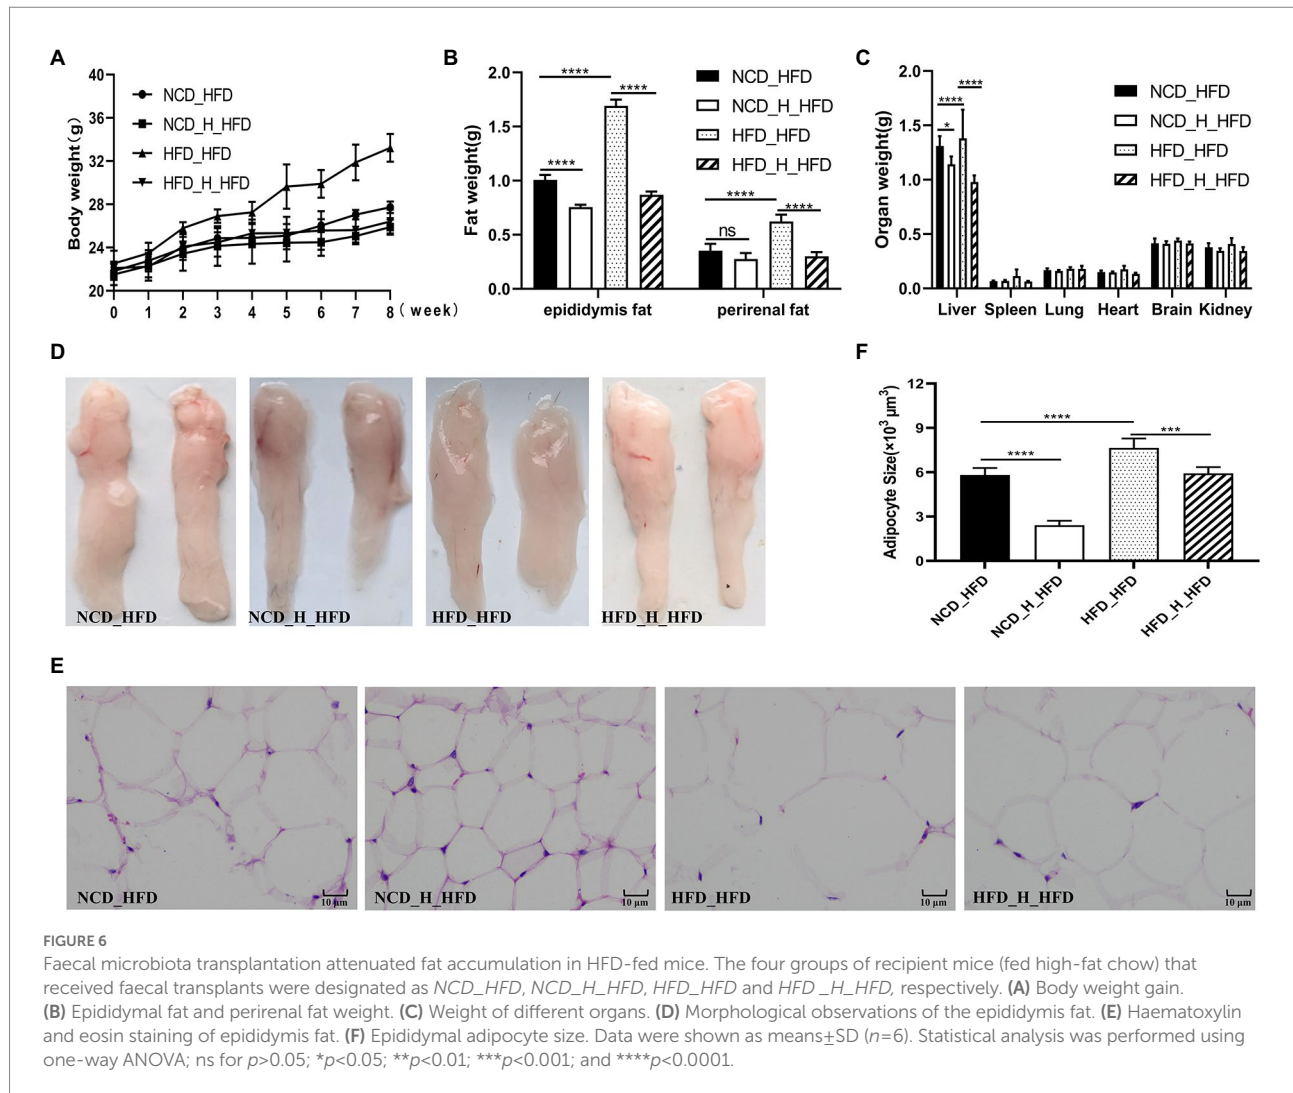 A
40
36
32
28
24
20
Body weight(g)
NCD_HFD
NCD_H_HFD
HFD_HFD
HFD_H_HFD
0 1 2 3 4 5 6 7 8 (week)
B
2.0
1.5
1.0
0.5
0.0
Fat weight(g)
**** **** ****
**** ns ****
NCD_HFD
NCD_H_HFD
HFD_HFD
HFD_H_HFD
epididymis fat perirenal fat
C
2.0
1.5
1.0
0.5
0.0
Organ weight(g)
****
****
*
NCD_HFD
NCD_H_HFD
HFD_HFD
HFD_H_HFD
Liver Spleen Lung Heart Brain Kidney
D
NCD_HFD NCD_H_HFD HFD_HFD HFD_H_HFD
F
12
9
6
3
0
Adipocyte Size(×10³ μm³)
****
**** ***
NCD_HFD NCD_H_HFD HFD_HFD HFD_H_HFD
E
NCD_HFD 10 μm NCD_H_HFD 10 μm HFD_HFD 10 μm HFD_H_HFD 10 μm
FIGURE 6
Faecal microbiota transplantation attenuated fat accumulation in HFD-fed mice. The four groups of recipient mice (fed high-fat chow) that
received faecal transplants were designated as NCD_HFD, NCD_H_HFD, HFD_HFD and HFD _H_HFD, respectively. (A) Body weight gain.
(B) Epididymal fat and perirenal fat weight. (C) Weight of different organs. (D) Morphological observations of the epididymis fat. (E) Haematoxylin
and eosin staining of epididymis fat. (F) Epididymal adipocyte size. Data were shown as means±SD (n=6). Statistical analysis was performed using
one-way ANOVA; ns for p>0.05; *p<0.05; **p<0.01; ***p<0.001; and ****p<0.0001.